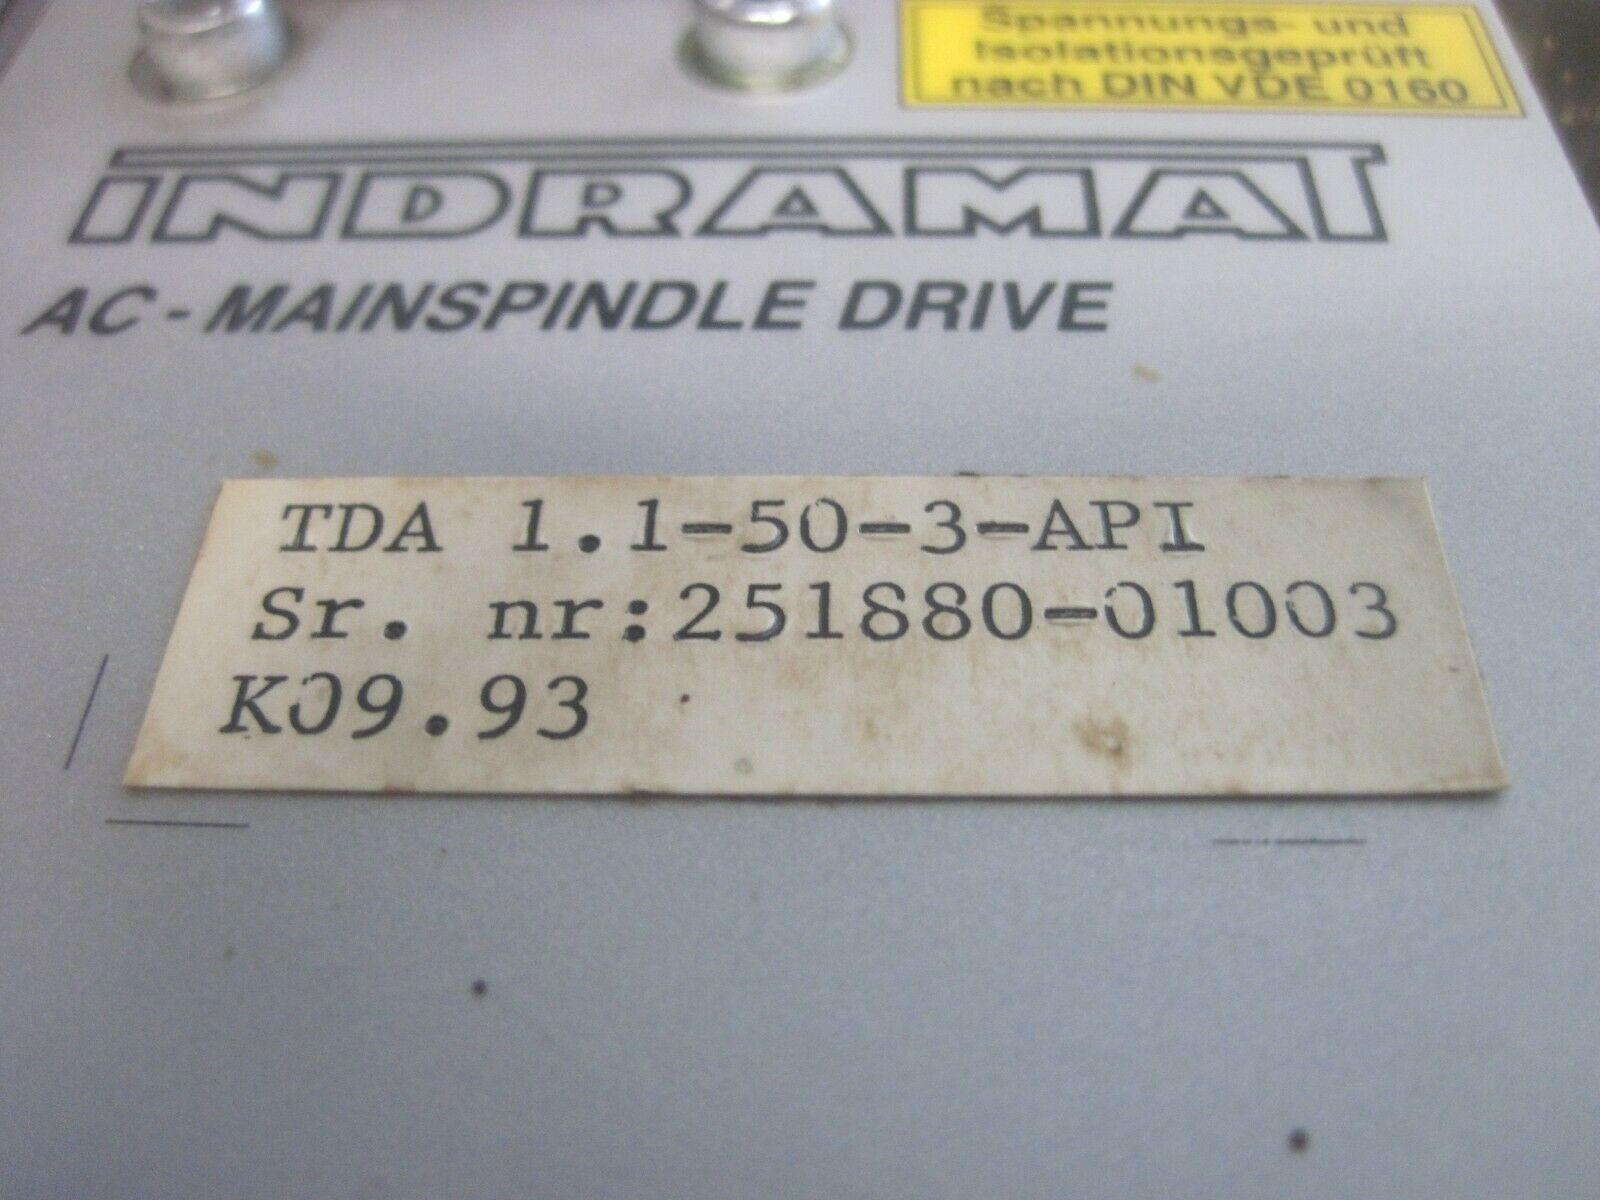 Spannungs- und
Isolationsgeprüft
nach DIN VDE 0160
INDRAMAT
AC - MAINSPINDLE DRIVE
TDA 1.1-50-3-API
Sr. nr:251880-01003
K09.93